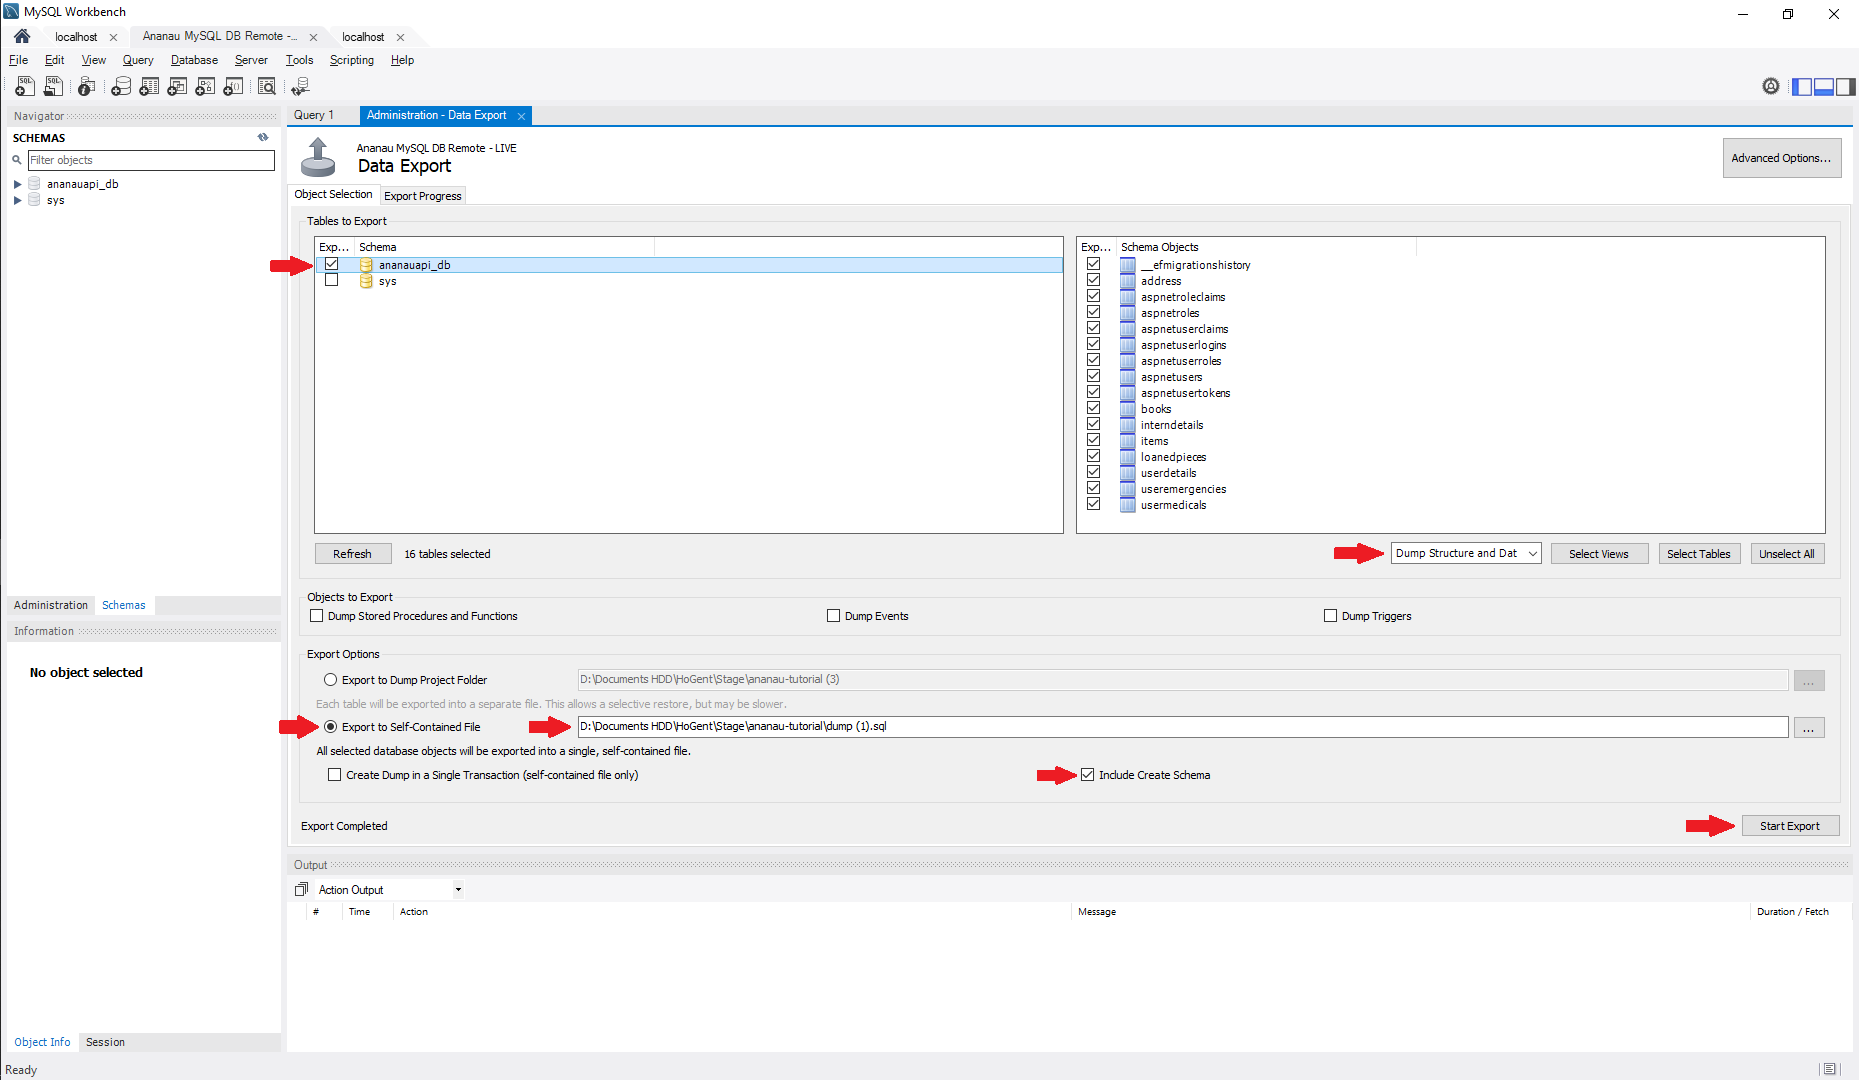 MySQL Workbench
localhost
Ananau MySQL DB Remote -...
localhost
File Edit View Query Database Server Tools Scripting Help
Navigator
SCHEMAS
Filter objects
ananauapi_db
sys
Administration Schemas
Information
No object selected
Object Info Session
Ready
Query 1
Administration - Data Export
Ananau MySQL DB Remote - LIVE
Data Export
Advanced Options...
Object Selection
Export Progress
Tables to Export
Exp... Schema
ananauapi_db
sys
Exp... Schema Objects
__efmigrationshistory
address
aspnetroleclaims
aspnetroles
aspnetuserclaims
aspnetuserlogins
aspnetuserroles
aspnetusers
aspnetusertokens
books
interndetails
items
loanedpieces
userdetails
useremergencies
usermedicals
Refresh 16 tables selected
Dump Structure and Dat
Select Views
Select Tables
Unselect All
Objects to Export
Dump Stored Procedures and Functions
Dump Events
Dump Triggers
Export Options
Export to Dump Project Folder D:\Documents HDD\HoGent\Stage\ananau-tutorial (3) ...
Each table will be exported into a separate file. This allows a selective restore, but may be slower.
Export to Self-Contained File D:\Documents HDD\HoGent\Stage\ananau-tutorial\dump (1).sql ...
All selected database objects will be exported into a single, self-contained file.
Create Dump in a Single Transaction (self-contained file only)
Include Create Schema
Export Completed
Start Export
Output
Action Output
# Time Action Message Duration / Fetch